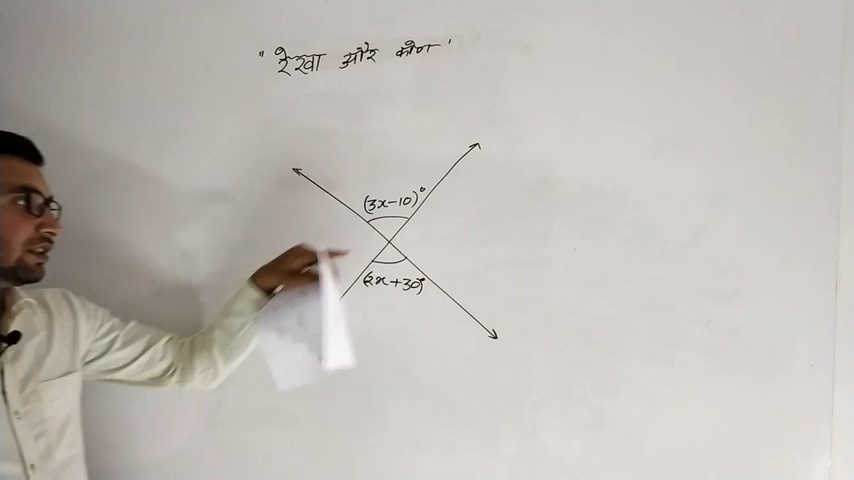 " रेखा और कोण "
(3x-10)°
(2x+30)°